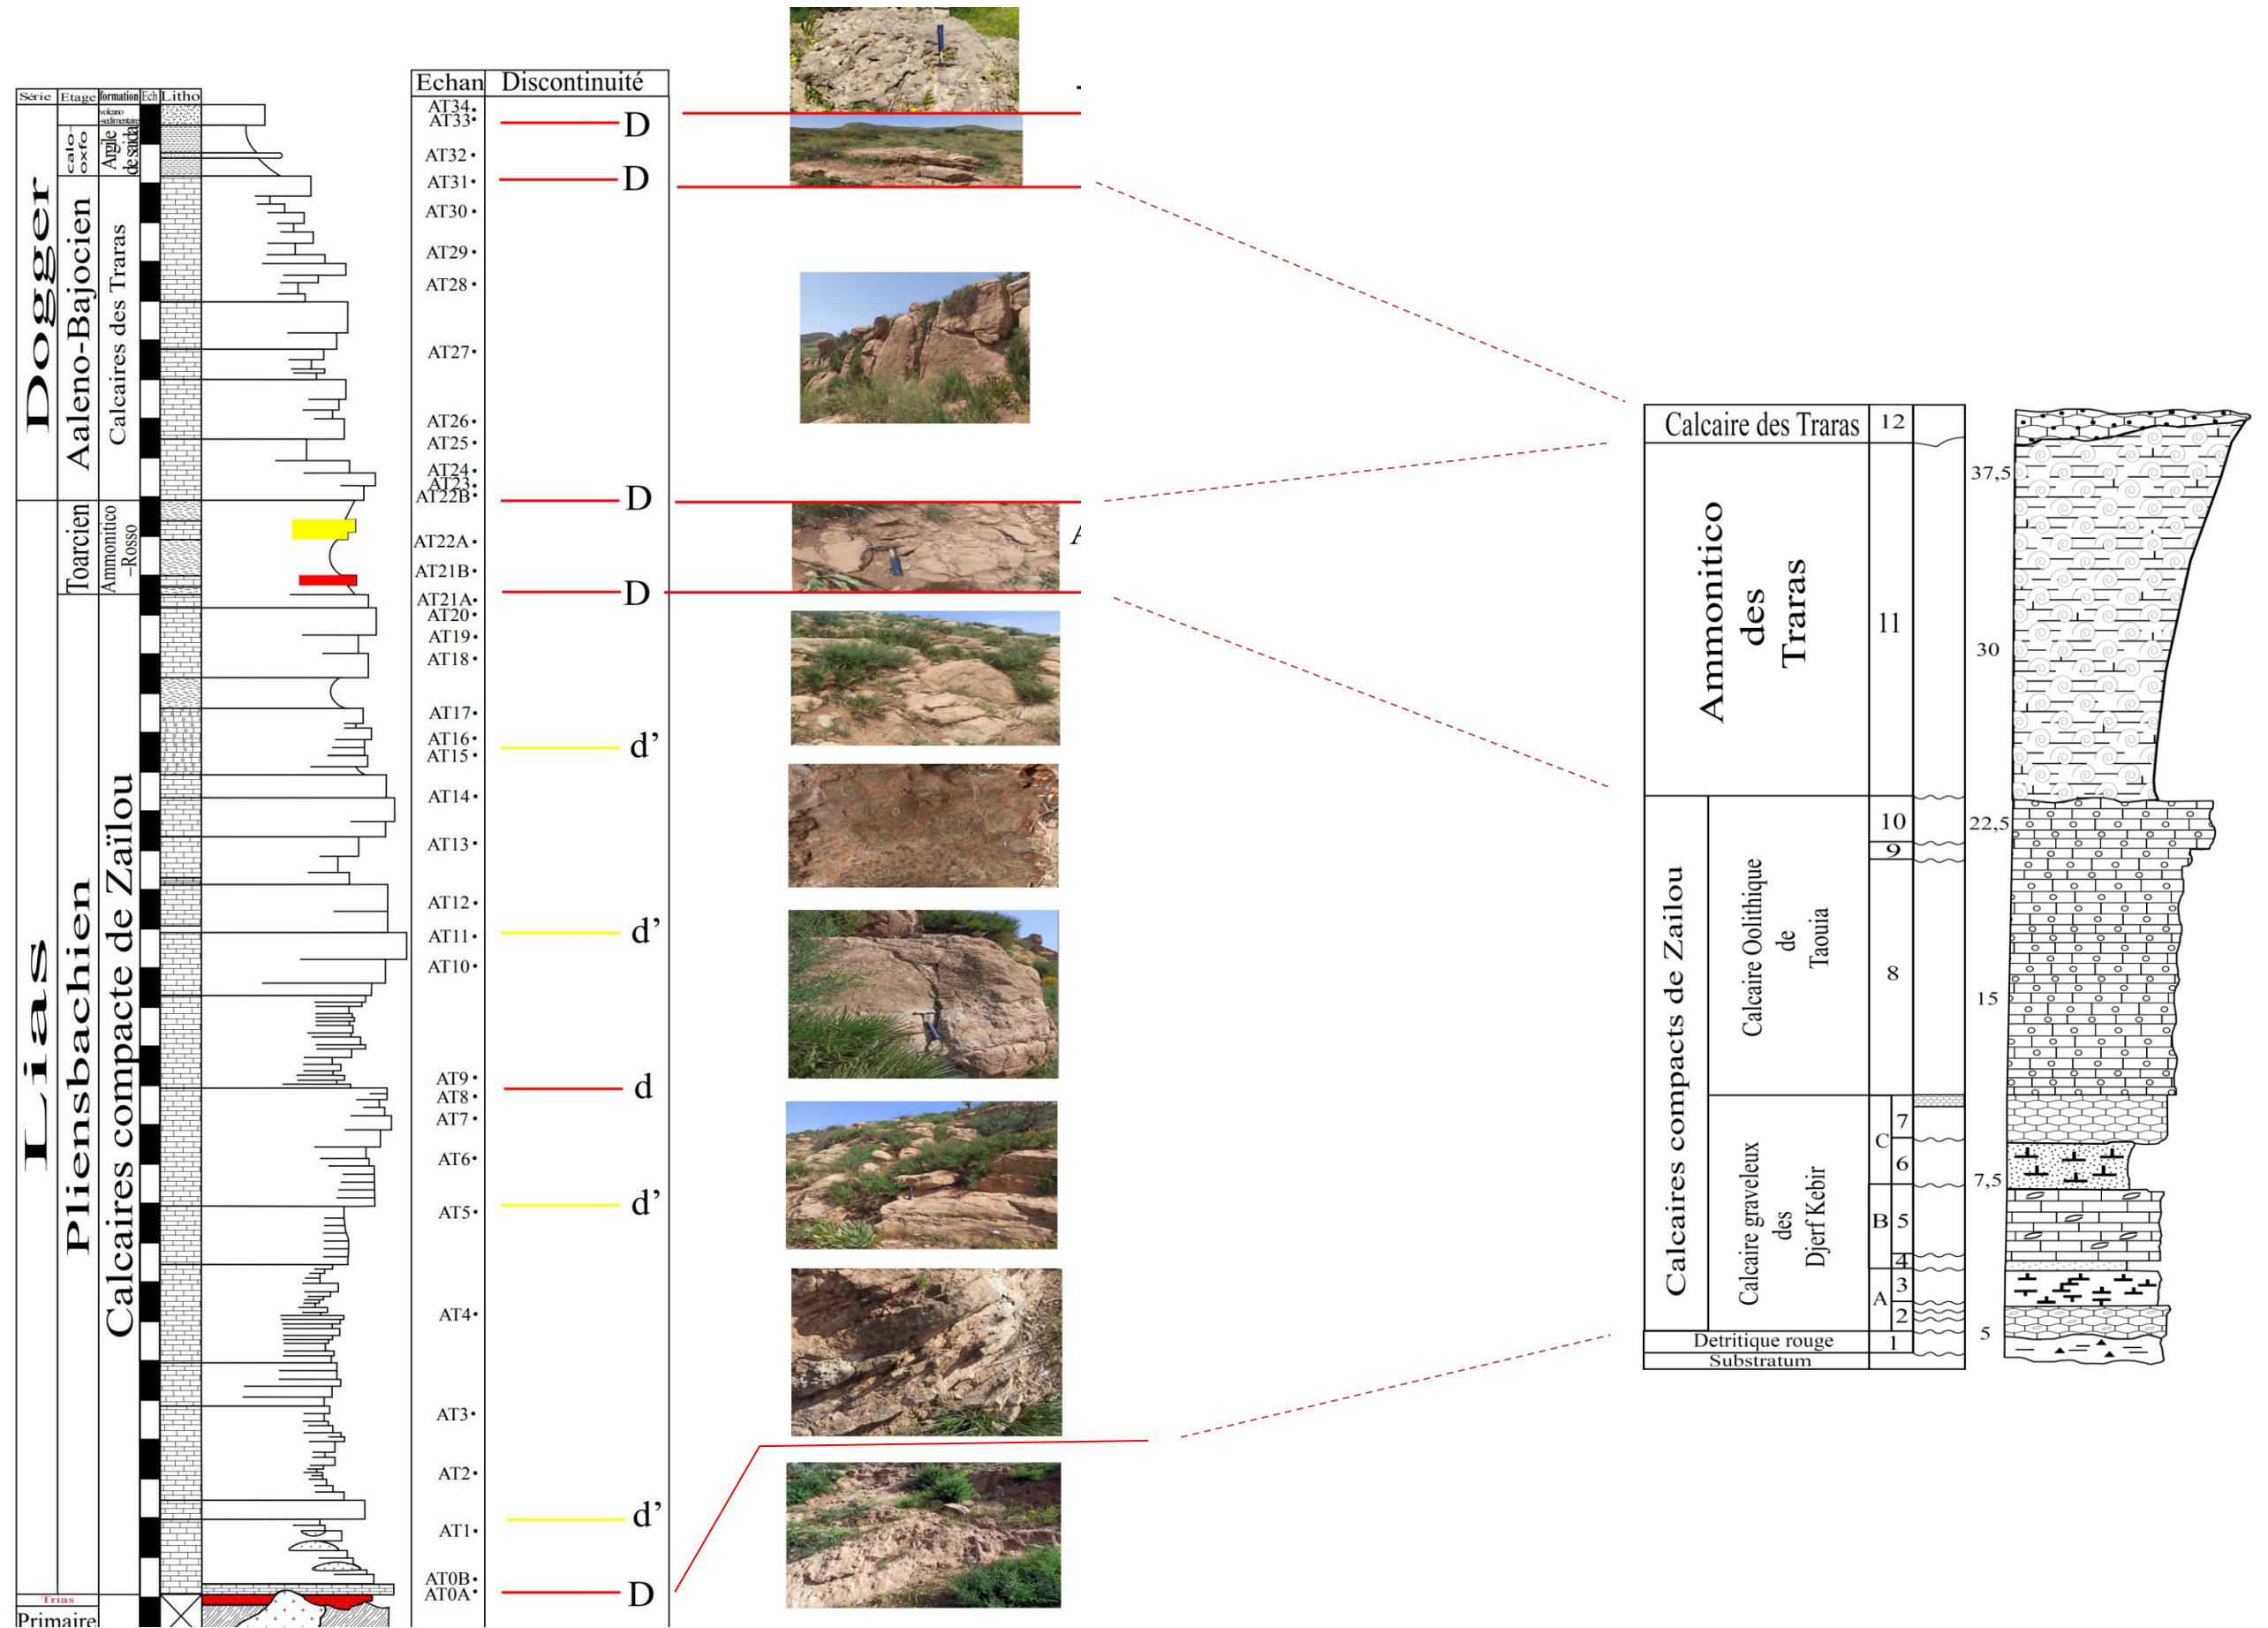 Série
Etage
formation
Ech
Litho
Echan
Discontinuité
Dogger
Lias
calo-
oxfo
Aaleno-Bajocien
Toarcien
Pliensbachien
volcano
-sedimentaire
Argile
de saida
Calcaires des Traras
Ammonitico
–Rosso
Calcaires compacte de Zaïlou
Trias
Primaire
AT34
AT33
AT32
AT31
AT30
AT29
AT28
AT27
AT26
AT25
AT24
AT23
AT22B
AT22A
AT21B
AT21A
AT20
AT19
AT18
AT17
AT16
AT15
AT14
AT13
AT12
AT11
AT10
AT9
AT8
AT7
AT6
AT5
AT4
AT3
AT2
AT1
AT0B
AT0A
D
D
D
D
d’
d’
d
d’
d’
D
Calcaire des Traras
12
Ammonitico
des
Traras
11
Calcaires compacts de Zailou
Calcaire Oolithique
de
Taouia
10
9
8
Calcaire graveleux
des
Djerf Kebir
C
7
6
B
5
4
A
3
2
Detritique rouge
1
Substratum
37,5
30
22,5
15
7,5
5